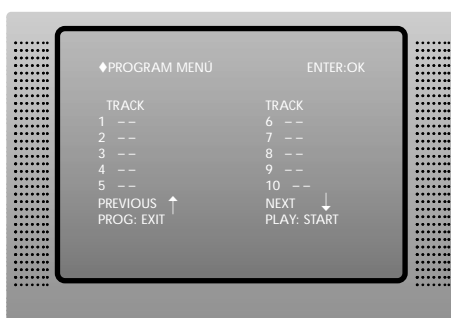 ♦PROGRAM MENÚ ENTER:OK
TRACK TRACK
1 – – 6 – –
2 – – 7 – –
3 – – 8 – –
4 – – 9 – –
5 – – 10 – –
PREVIOUS ↑ NEXT ↓
PROG: EXIT PLAY: START